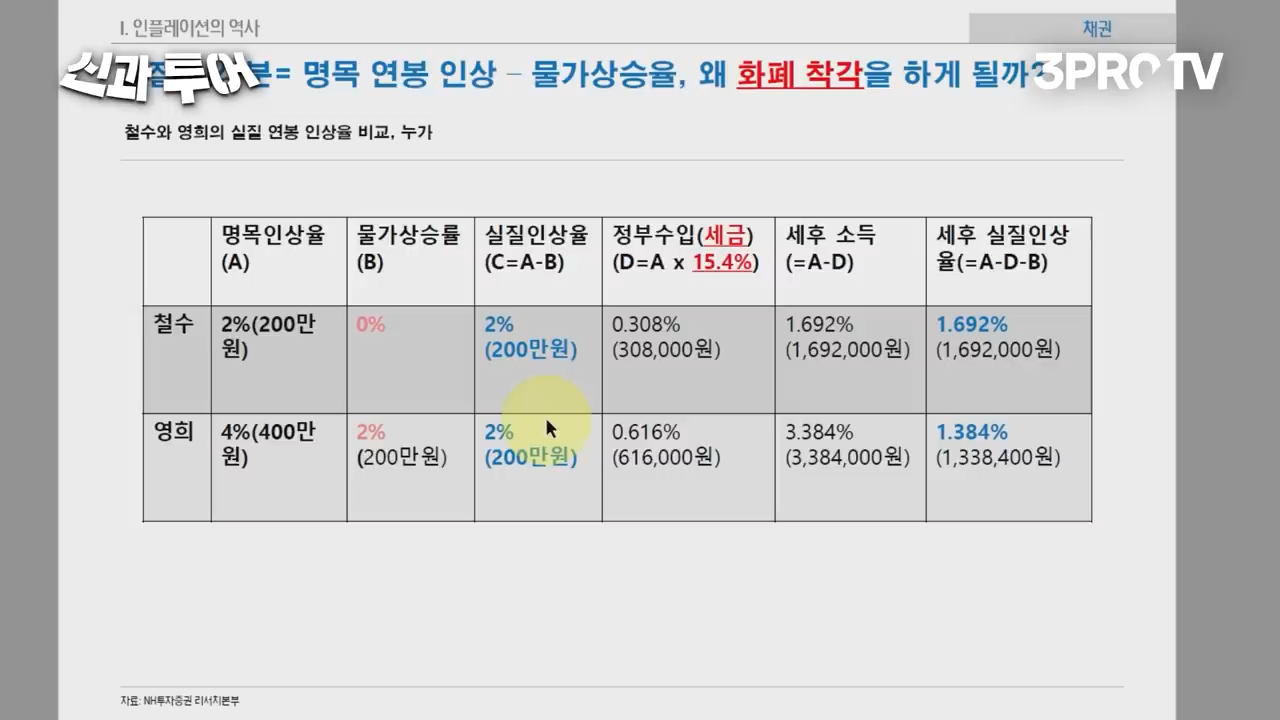 I. 인플레이션의 역사
채권
신과 투어
= 명목 연봉 인상 – 물가상승율, 왜 화폐 착각을 하게 될까?
3PRO TV
철수와 영희의 실질 연봉 인상율 비교, 누가
명목인상율
(A)
물가상승률
(B)
실질인상율
(C=A-B)
정부수입(세금)
(D=A x 15.4%)
세후 소득
(=A-D)
세후 실질인상
율(=A-D-B)
철수
2%(200만
원)
0%
2%
(200만원)
0.308%
(308,000원)
1.692%
(1,692,000원)
1.692%
(1,692,000원)
영희
4%(400만
원)
2%
(200만원)
2%
(200만원)
0.616%
(616,000원)
3.384%
(3,384,000원)
1.384%
(1,338,400원)
자료: NH투자증권 리서치본부